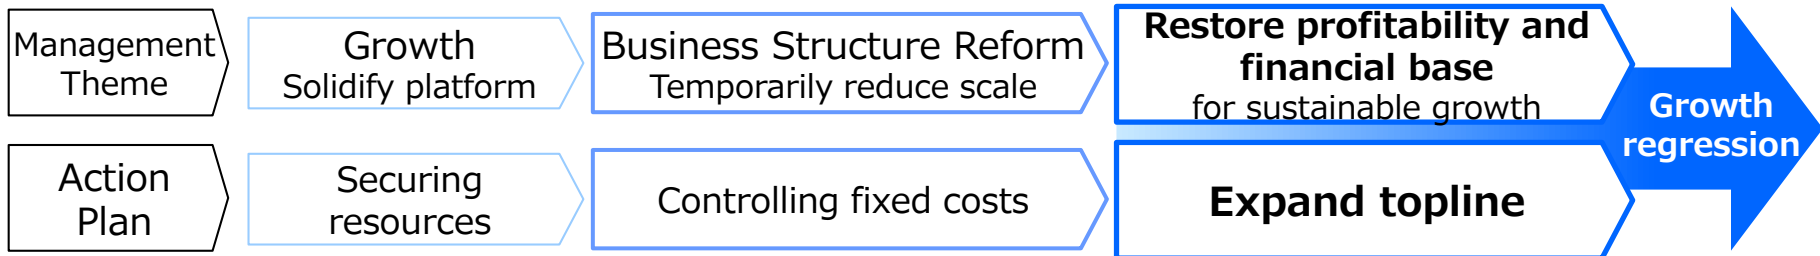 Management
Theme
Growth
Solidify platform
Business Structure Reform
Temporarily reduce scale
Restore profitability and
financial base
for sustainable growth
Growth
regression
Action
Plan
Securing
resources
Controlling fixed costs
Expand topline